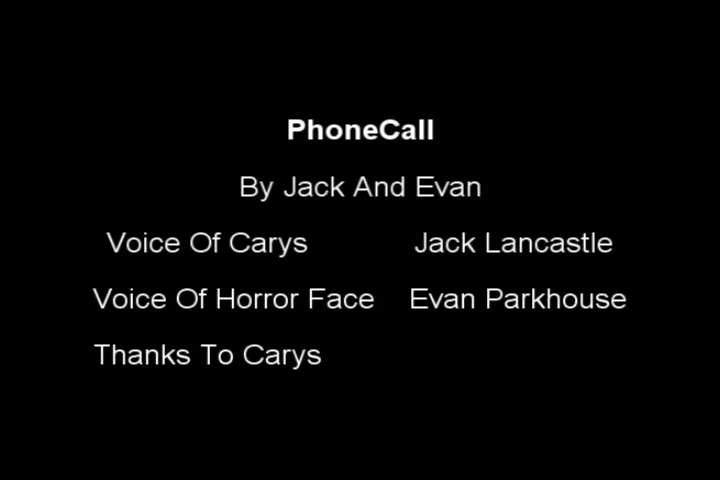 PhoneCall
By Jack And Evan
Voice Of Carys Jack Lancastle
Voice Of Horror Face Evan Parkhouse
Thanks To Carys